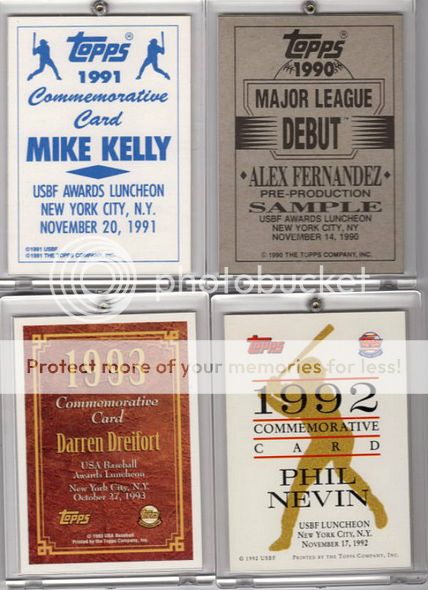 Topps
1991
Commemorative
Card
MIKE KELLY
USBF AWARDS LUNCHEON
NEW YORK CITY, N.Y.
NOVEMBER 20, 1991
©1991 USBF
©1991 THE TOPPS COMPANY, INC.
Topps
1990
MAJOR LEAGUE
DEBUT™
ALEX FERNANDEZ
PRE-PRODUCTION
SAMPLE
USBF AWARDS LUNCHEON
NEW YORK CITY, NY
NOVEMBER 14, 1990
© 1990 THE TOPPS COMPANY, INC.
photobucket
Protect more of your memories for less!
1993
Commemorative
Card
Darren Dreifort
USA Baseball
Awards Luncheon
New York City, N.Y.
October 27, 1993
Topps
© 1993 USA Baseball
Printed by the Topps Company, Inc.
Topps
1992
COMMEMORATIVE
CARD
PHIL
NEVIN
USBF LUNCHEON
NEW YORK CITY, N.Y.
NOVEMBER 17, 1992
© 1992 USBF PRINTED BY THE TOPPS COMPANY, INC.